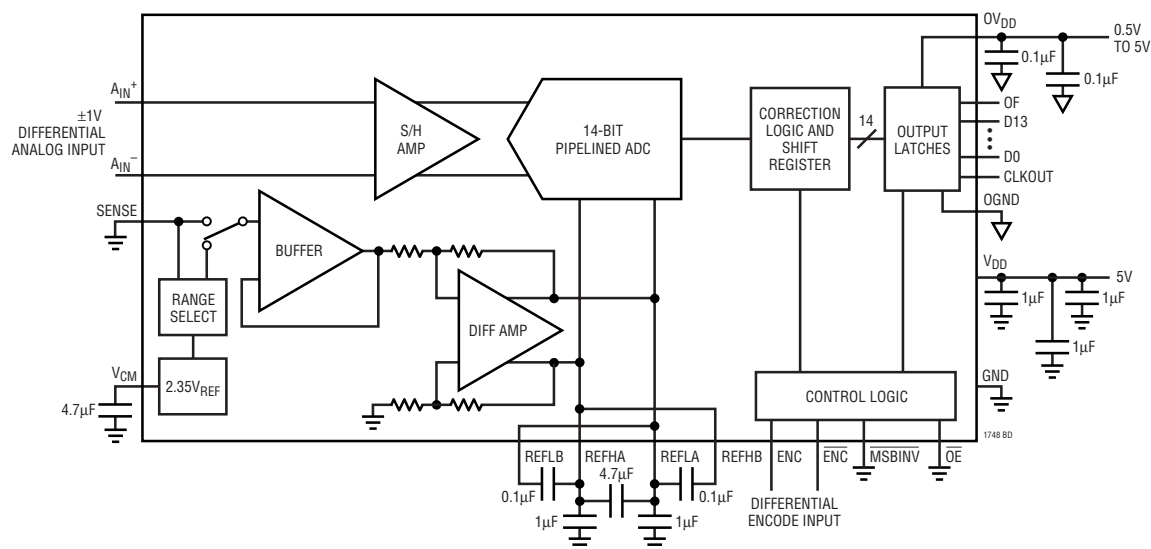 OVDD
0.5V
TO 5V
0.1µF
0.1µF
AIN+
±1V
DIFFERENTIAL
ANALOG INPUT
AIN−
S/H
AMP
14-BIT
PIPELINED ADC
CORRECTION
LOGIC AND
SHIFT
REGISTER
14
OUTPUT
LATCHES
OF
D13
D0
CLKOUT
OGND
SENSE
BUFFER
RANGE
SELECT
DIFF AMP
VDD
5V
1µF
1µF
1µF
VCM
2.35VREF
4.7µF
GND
CONTROL LOGIC
1748 BD
REFLB
REFHA
REFLA
REFHB
ENC
E̅N̅C̅
M̅S̅B̅I̅N̅V̅
O̅E̅
4.7µF
0.1µF
0.1µF
1µF
1µF
DIFFERENTIAL
ENCODE INPUT